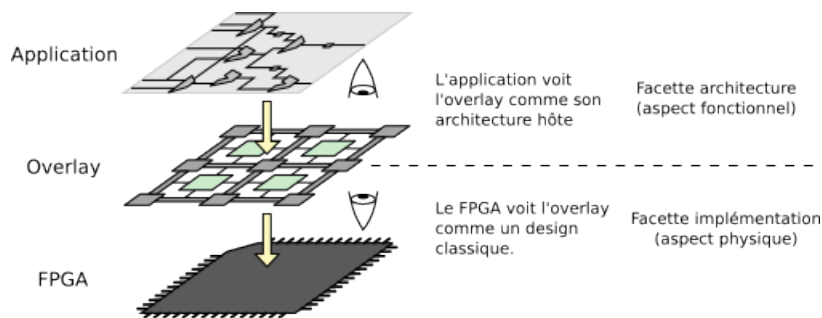 Application
L'application voit
l'overlay comme son
architecture hôte
Facette architecture
(aspect fonctionnel)
Overlay
Le FPGA voit l'overlay
comme un design
classique.
Facette implémentation
(aspect physique)
FPGA